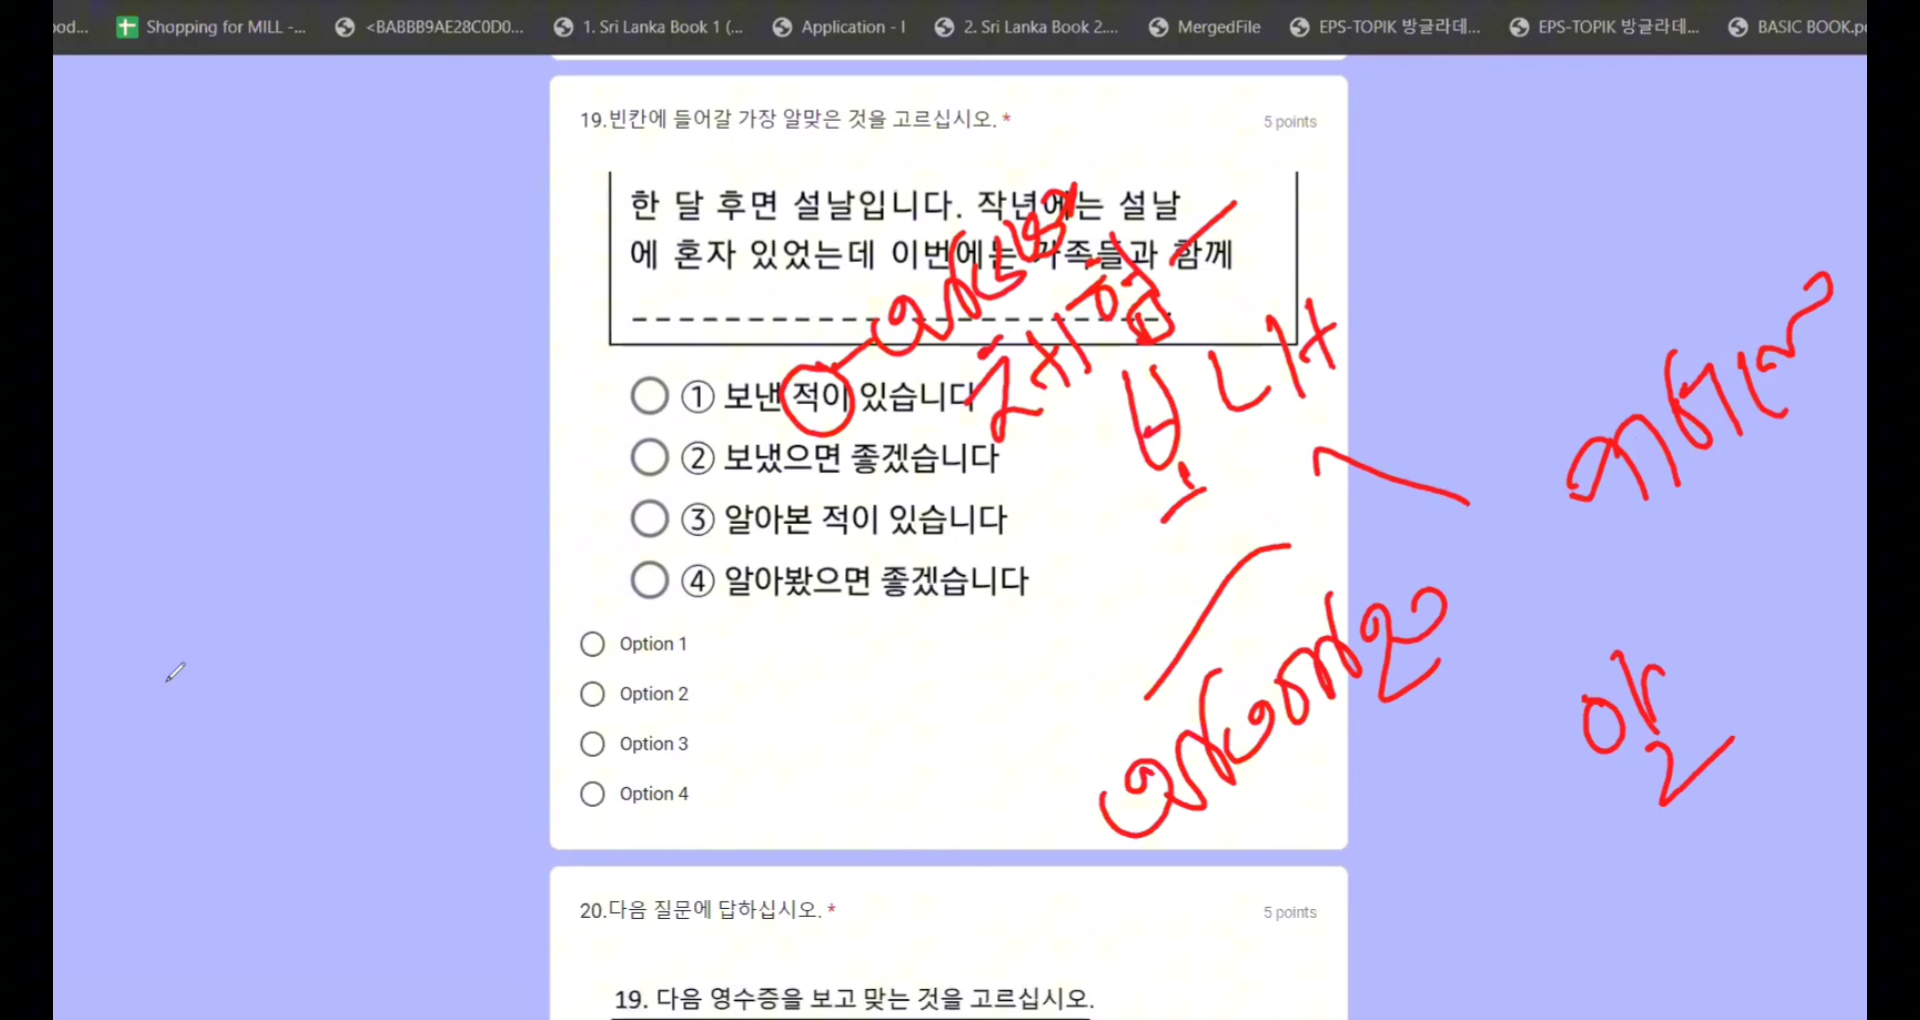 ood...
Shopping for MILL -...
<BABBB9AE28C0D0...
1. Sri Lanka Book 1 (...
Application - I
2. Sri Lanka Book 2....
MergedFile
EPS-TOPIK 방글라데...
EPS-TOPIK 방글라데...
BASIC BOOK.p
19.빈칸에 들어갈 가장 알맞은 것을 고르십시오. *
5 points
한 달 후면 설날입니다. 작년에는 설날
에 혼자 있었는데 이번에는 가족들과 함께
① 보낸 적이 있습니다
② 보냈으면 좋겠습니다
③ 알아본 적이 있습니다
④ 알아봤으면 좋겠습니다
Option 1
Option 2
Option 3
Option 4
20.다음 질문에 답하십시오. *
5 points
19. 다음 영수증을 보고 맞는 것을 고르십시오.